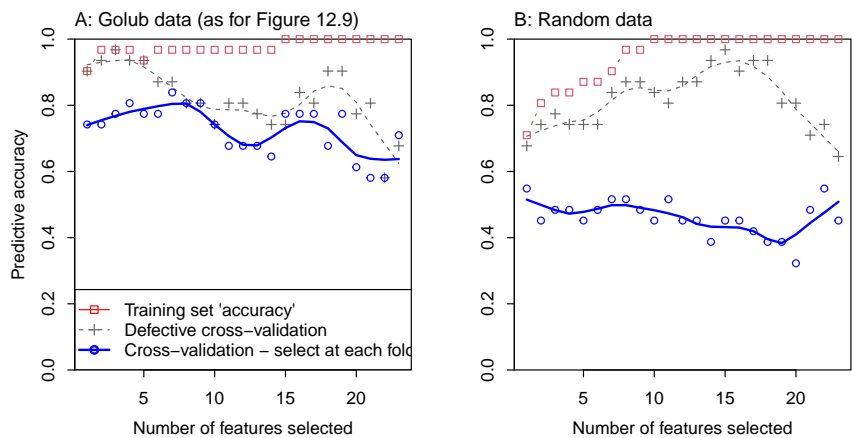 A: Golub data (as for Figure 12.9)
1.0
0.8
0.6
0.4
0.2
0.0
Predictive accuracy
Training set 'accuracy'
Defective cross−validation
Cross−validation − select at each fold
5 10 15 20
Number of features selected
B: Random data
1.0
0.8
0.6
0.4
0.2
0.0
5 10 15 20
Number of features selected